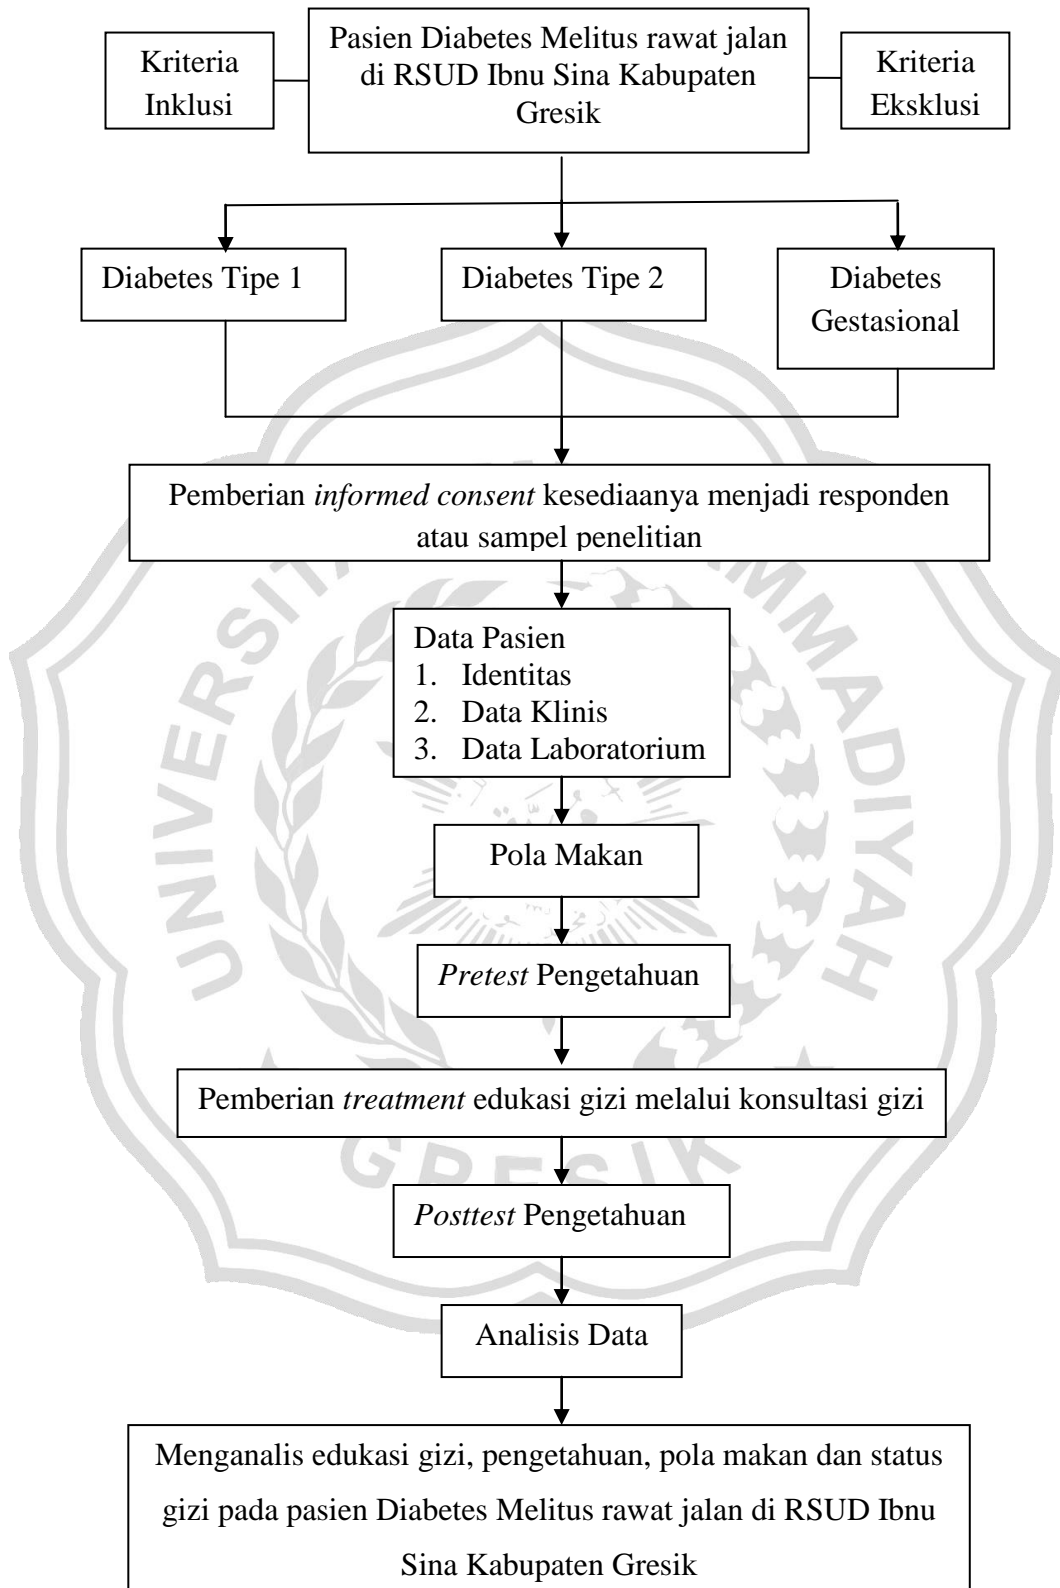 Kriteria
Inklusi
Pasien Diabetes Melitus rawat jalan
di RSUD Ibnu Sina Kabupaten
Gresik
Kriteria
Eksklusi
Diabetes Tipe 1
Diabetes Tipe 2
Diabetes
Gestasional
Pemberian informed consent kesediaanya menjadi responden
atau sampel penelitian
Data Pasien
1. Identitas
2. Data Klinis
3. Data Laboratorium
Pola Makan
Pretest Pengetahuan
Pemberian treatment edukasi gizi melalui konsultasi gizi
Posttest Pengetahuan
Analisis Data
Menganalis edukasi gizi, pengetahuan, pola makan dan status
gizi pada pasien Diabetes Melitus rawat jalan di RSUD Ibnu
Sina Kabupaten Gresik
GRESIK